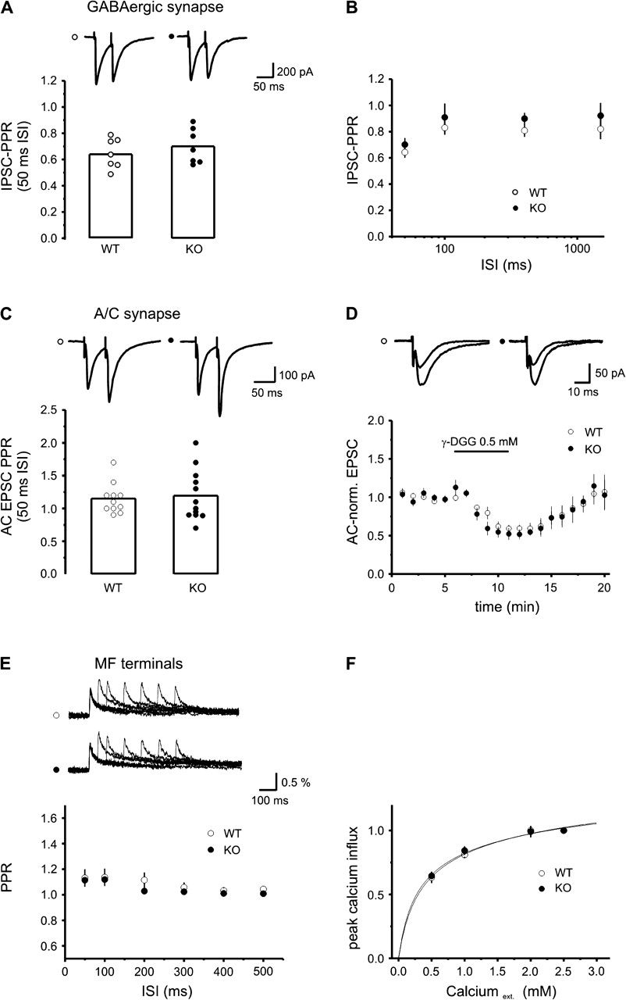 A
GABAergic synapse
200 pA
50 ms
IPSC-PPR
(50 ms ISI)
1.2
1.0
0.8
0.6
0.4
0.2
0.0
WT
KO
B
IPSC-PPR
1.2
1.0
0.8
0.6
0.4
0.2
0.0
WT
KO
100
1000
ISI (ms)
C
A/C synapse
100 pA
50 ms
AC EPSC PPR
(50 ms ISI)
2.5
2.0
1.5
1.0
0.5
0.0
WT
KO
D
50 pA
10 ms
AC-norm. EPSC
2.0
1.5
1.0
0.5
0.0
γ-DGG 0.5 mM
WT
KO
0
5
10
15
20
time (min)
E
MF terminals
0.5 %
100 ms
PPR
1.6
1.4
1.2
1.0
0.8
0.6
WT
KO
0
100
200
300
400
500
ISI (ms)
F
peak calcium influx
1.0
0.5
0.0
WT
KO
0.0
0.5
1.0
1.5
2.0
2.5
3.0
Calcium ext. (mM)